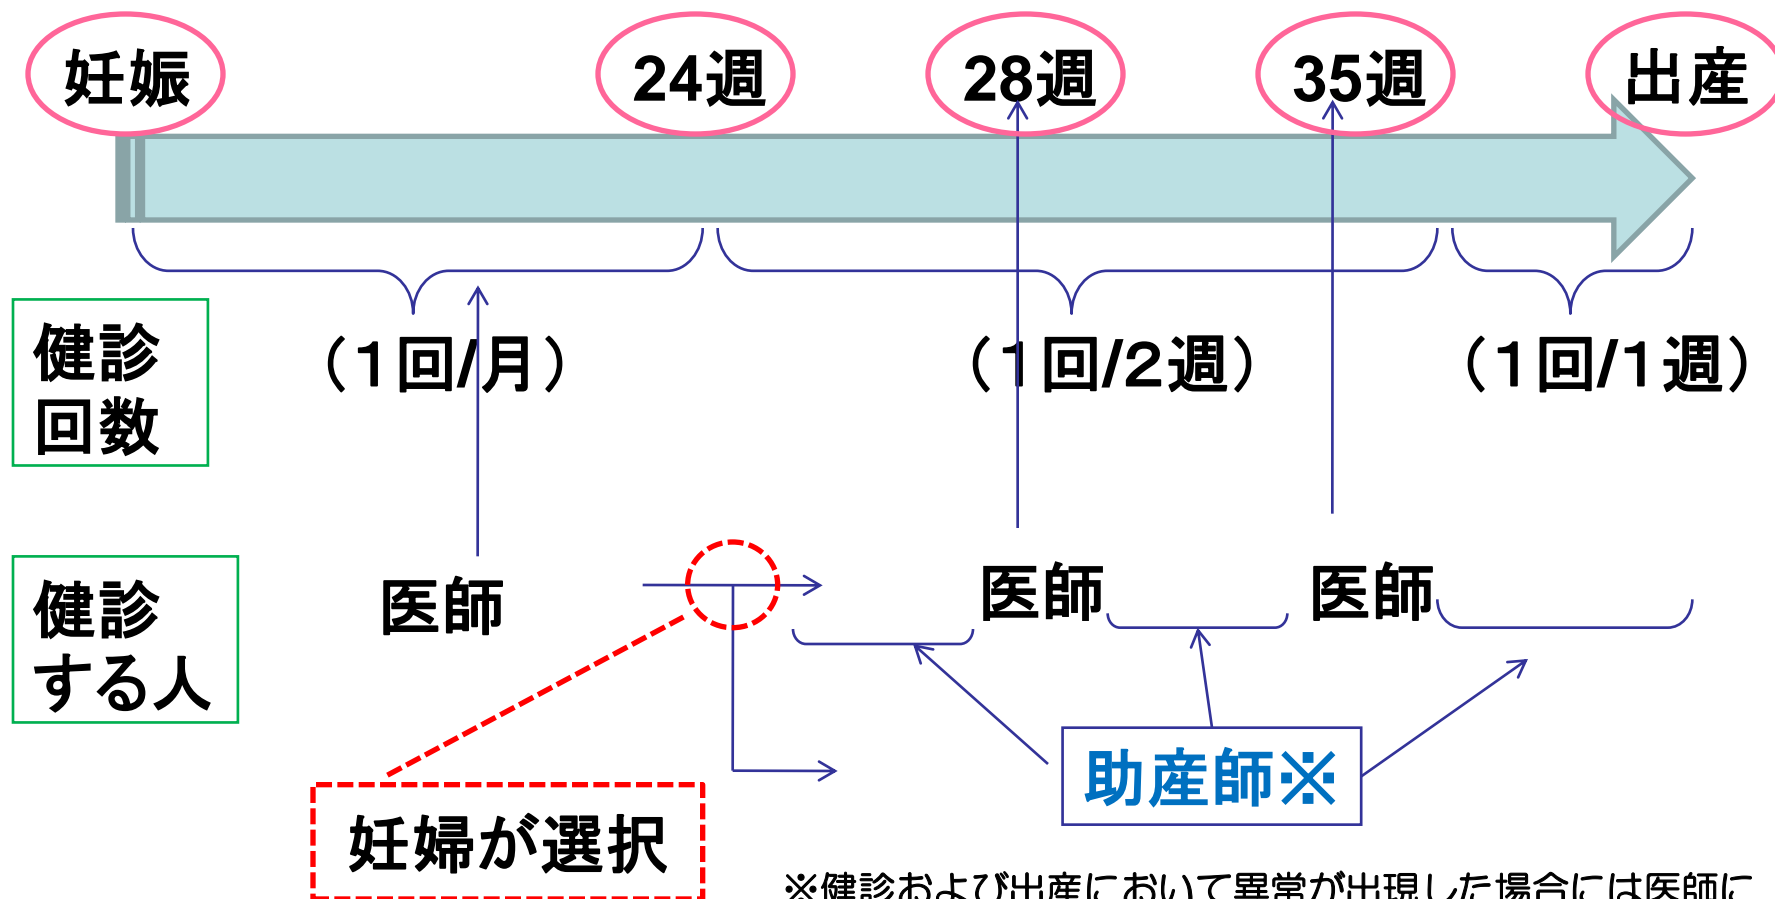 妊娠
24週
28週
35週
出産
健診
回数
（１回/月）
（１回/２週）
（１回/１週）
健診
する人
医師
医師
医師
助産師※
妊婦が選択
※健診および出産において異常が出現した場合には医師に